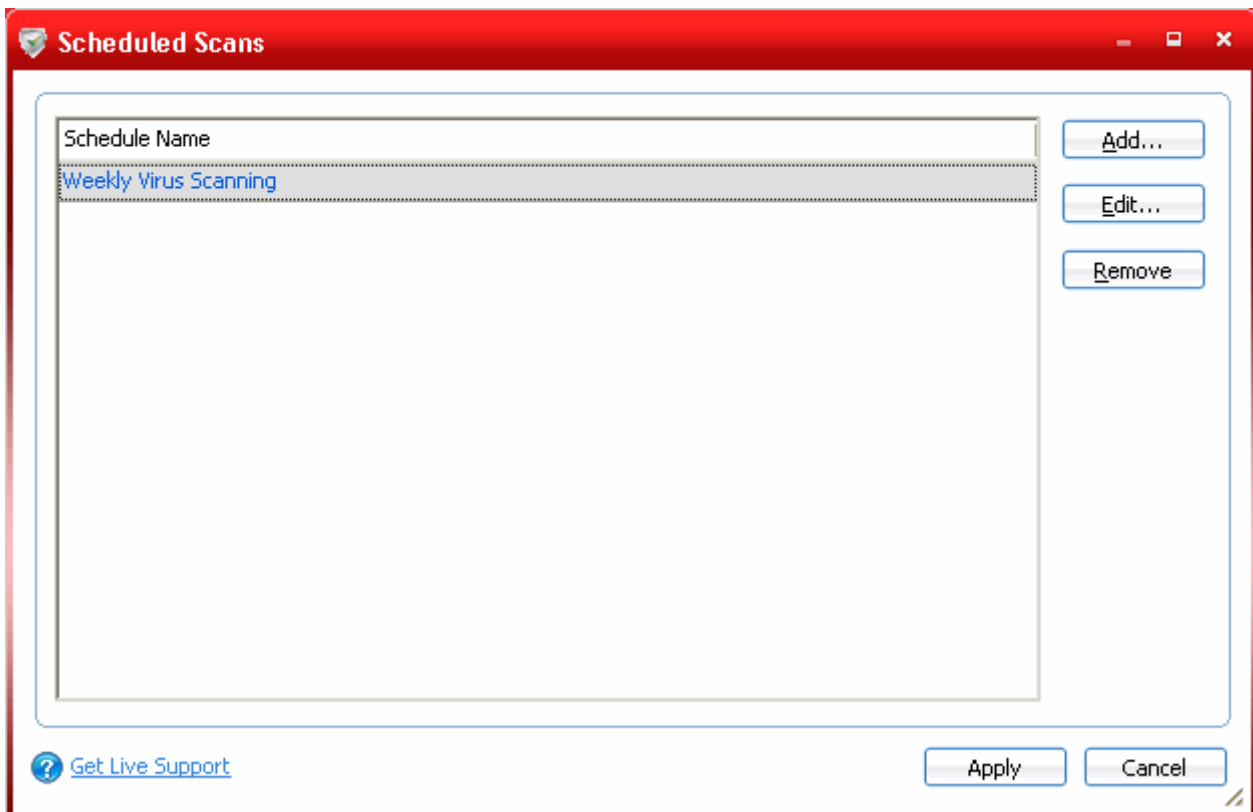 Scheduled Scans
Schedule Name
Weekly Virus Scanning
Add...
Edit...
Remove
Get Live Support
Apply
Cancel